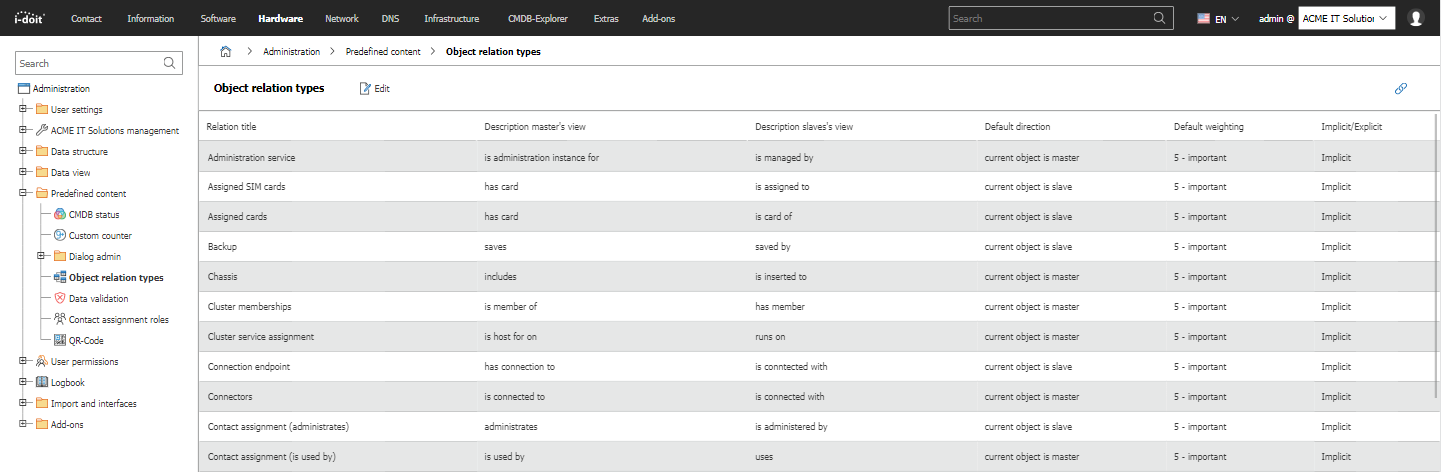 i-doit Contact Information Software Hardware Network DNS Infrastructure CMDB-Explorer Extras Add-ons Search EN admin @ ACME IT Solution
Search
Administration
User settings
ACME IT Solutions management
Data structure
Data view
Predefined content
CMDB status
Custom counter
Dialog admin
Object relation types
Data validation
Contact assignment roles
QR-Code
User permissions
Logbook
Import and interfaces
Add-ons
Administration Predefined content Object relation types
Object relation types Edit
Relation title Description master's view Description slaves's view Default direction Default weighting Implicit/Explicit
Administration service is administration instance for is managed by current object is master 5 - important Implicit
Assigned SIM cards has card is assigned to current object is slave 5 - important Implicit
Assigned cards has card is card of current object is slave 5 - important Implicit
Backup saves saved by current object is slave 5 - important Implicit
Chassis includes is inserted to current object is master 5 - important Implicit
Cluster memberships is member of has member current object is master 5 - important Implicit
Cluster service assignment is host for on runs on current object is master 5 - important Implicit
Connection endpoint has connection to is conntected with current object is slave 5 - important Implicit
Connectors is connected to is connected with current object is master 5 - important Implicit
Contact assignment (administrates) administrates is administered by current object is slave 5 - important Implicit
Contact assignment (is used by) is used by uses current object is master 5 - important Implicit